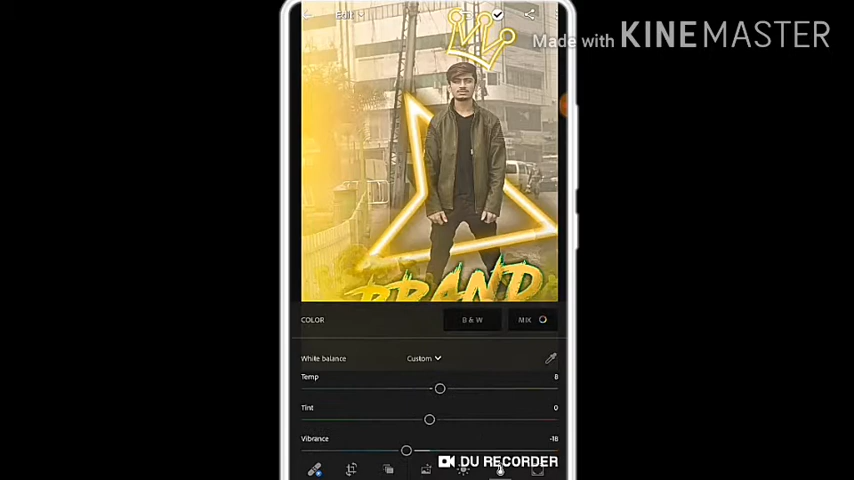 Edit
Made with KINEMASTER
BRAND
COLOR
B & W
MIX
White balance
Custom
Temp
8
Tint
0
Vibrance
-18
DU RECORDER